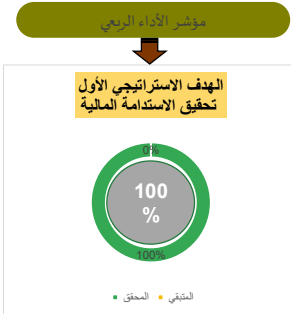 مؤشر الأداء الربعي
الهدف الاستراتيجي الأول
تحقيق الاستدامة المالية
0%
100
%
100%
المحقق
المتبقي